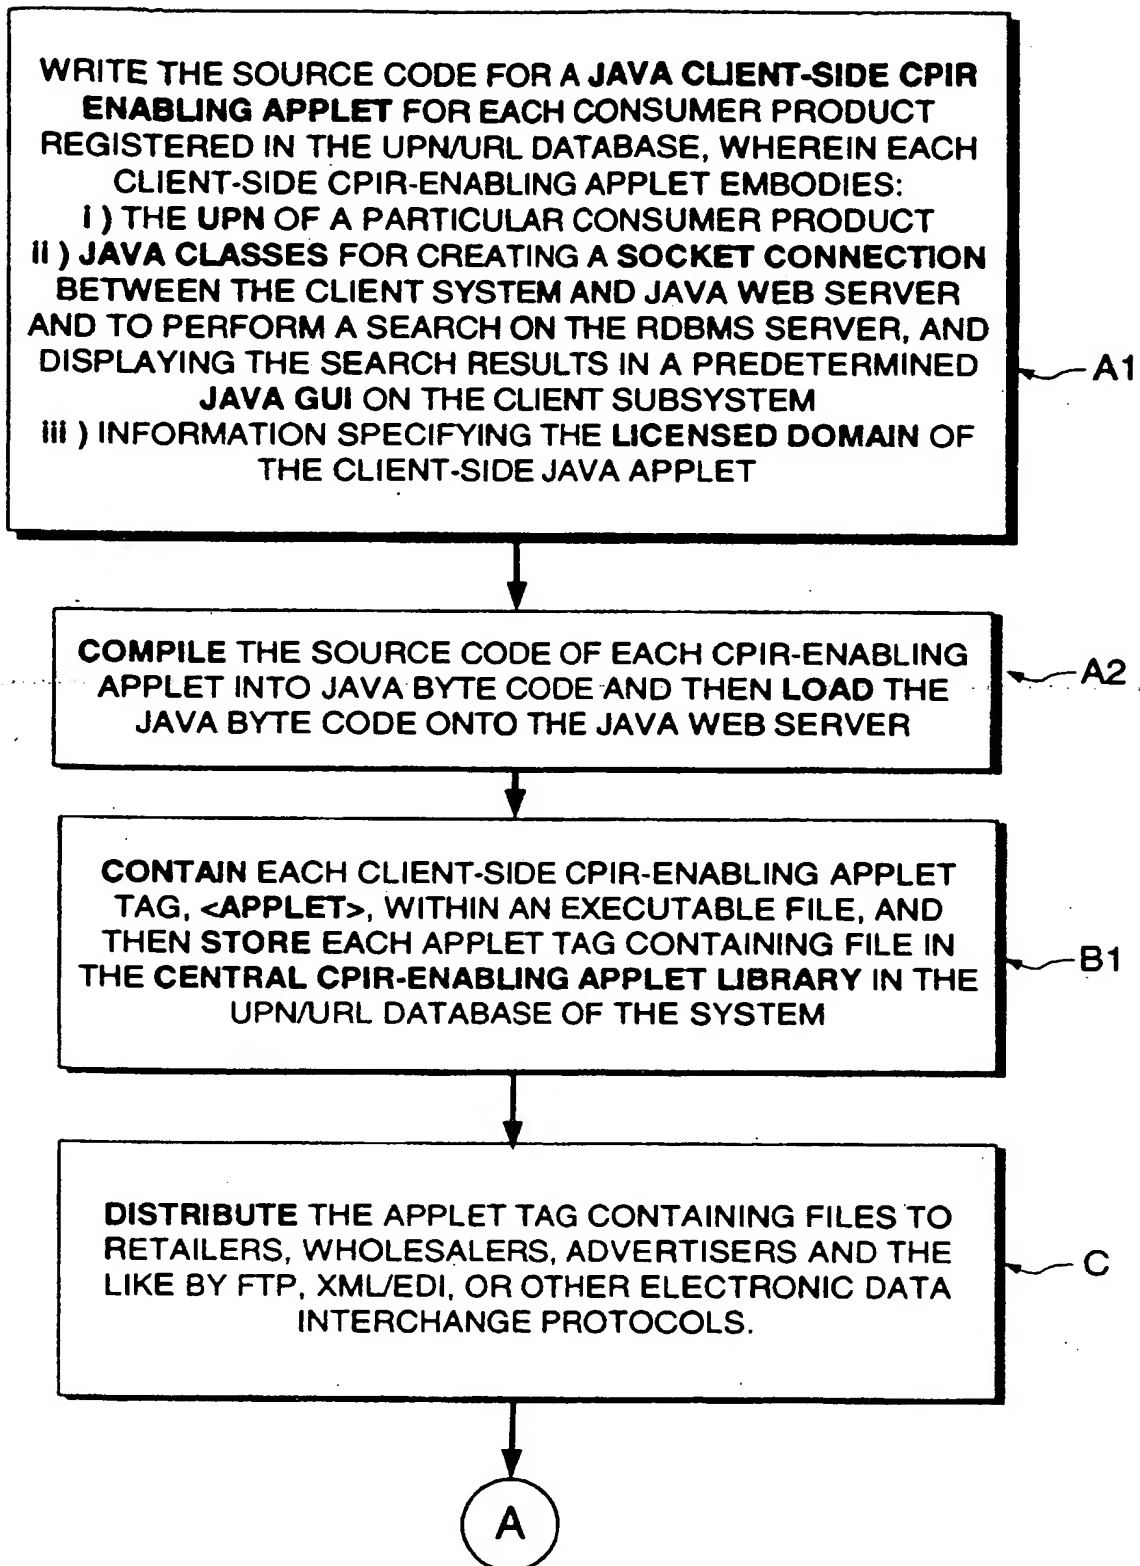 WRITE THE SOURCE CODE FOR A JAVA CLIENT-SIDE CPIR
ENABLING APPLET FOR EACH CONSUMER PRODUCT
REGISTERED IN THE UPN/URL DATABASE, WHEREIN EACH
CLIENT-SIDE CPIR-ENABLING APPLET EMBODIES:
i ) THE UPN OF A PARTICULAR CONSUMER PRODUCT
ii ) JAVA CLASSES FOR CREATING A SOCKET CONNECTION
BETWEEN THE CLIENT SYSTEM AND JAVA WEB SERVER
AND TO PERFORM A SEARCH ON THE RDBMS SERVER, AND
DISPLAYING THE SEARCH RESULTS IN A PREDETERMINED
JAVA GUI ON THE CLIENT SUBSYSTEM
iii ) INFORMATION SPECIFYING THE LICENSED DOMAIN OF
THE CLIENT-SIDE JAVA APPLET
A1
COMPILE THE SOURCE CODE OF EACH CPIR-ENABLING
APPLET INTO JAVA BYTE CODE AND THEN LOAD THE
JAVA BYTE CODE ONTO THE JAVA WEB SERVER
A2
CONTAIN EACH CLIENT-SIDE CPIR-ENABLING APPLET
TAG, <APPLET>, WITHIN AN EXECUTABLE FILE, AND
THEN STORE EACH APPLET TAG CONTAINING FILE IN
THE CENTRAL CPIR-ENABLING APPLET LIBRARY IN THE
UPN/URL DATABASE OF THE SYSTEM
B1
DISTRIBUTE THE APPLET TAG CONTAINING FILES TO
RETAILERS, WHOLESALERS, ADVERTISERS AND THE
LIKE BY FTP, XML/EDI, OR OTHER ELECTRONIC DATA
INTERCHANGE PROTOCOLS.
C
A